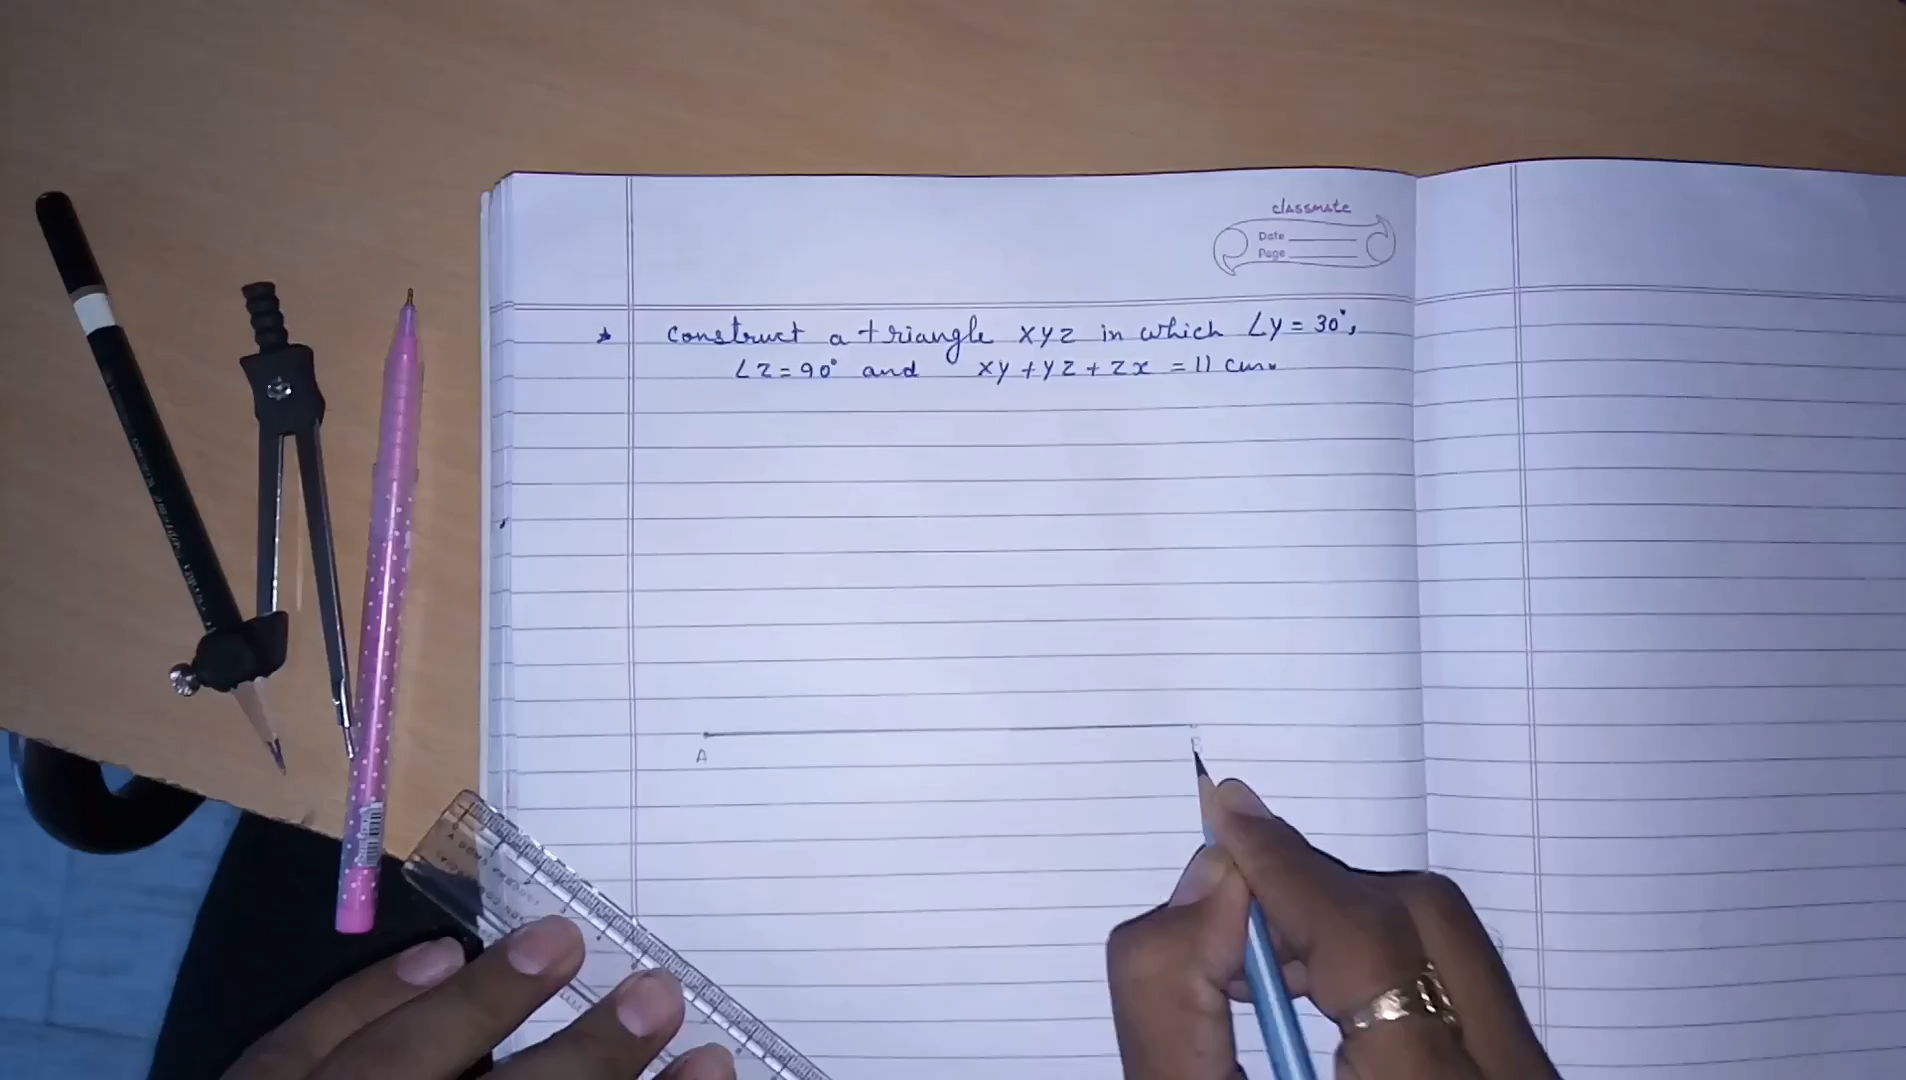 classmate
Date
Page
* Construct a triangle XYZ in which ∠Y = 30°,
∠Z = 90° and XY + YZ + ZX = 11 cm.
A
B